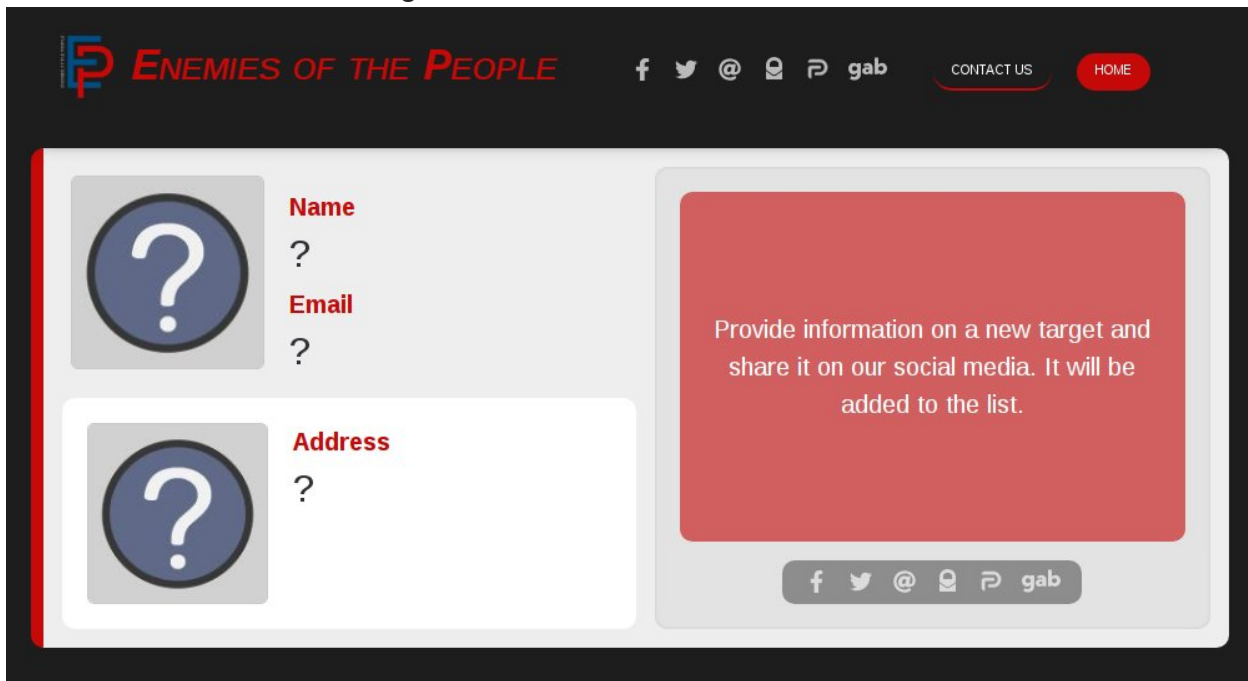 ENEMIES OF THE PEOPLE
f @ gab
CONTACT US
HOME
?
Name
?
Email
?
?
Address
?
Provide information on a new target and
share it on our social media. It will be
added to the list.
f @ gab